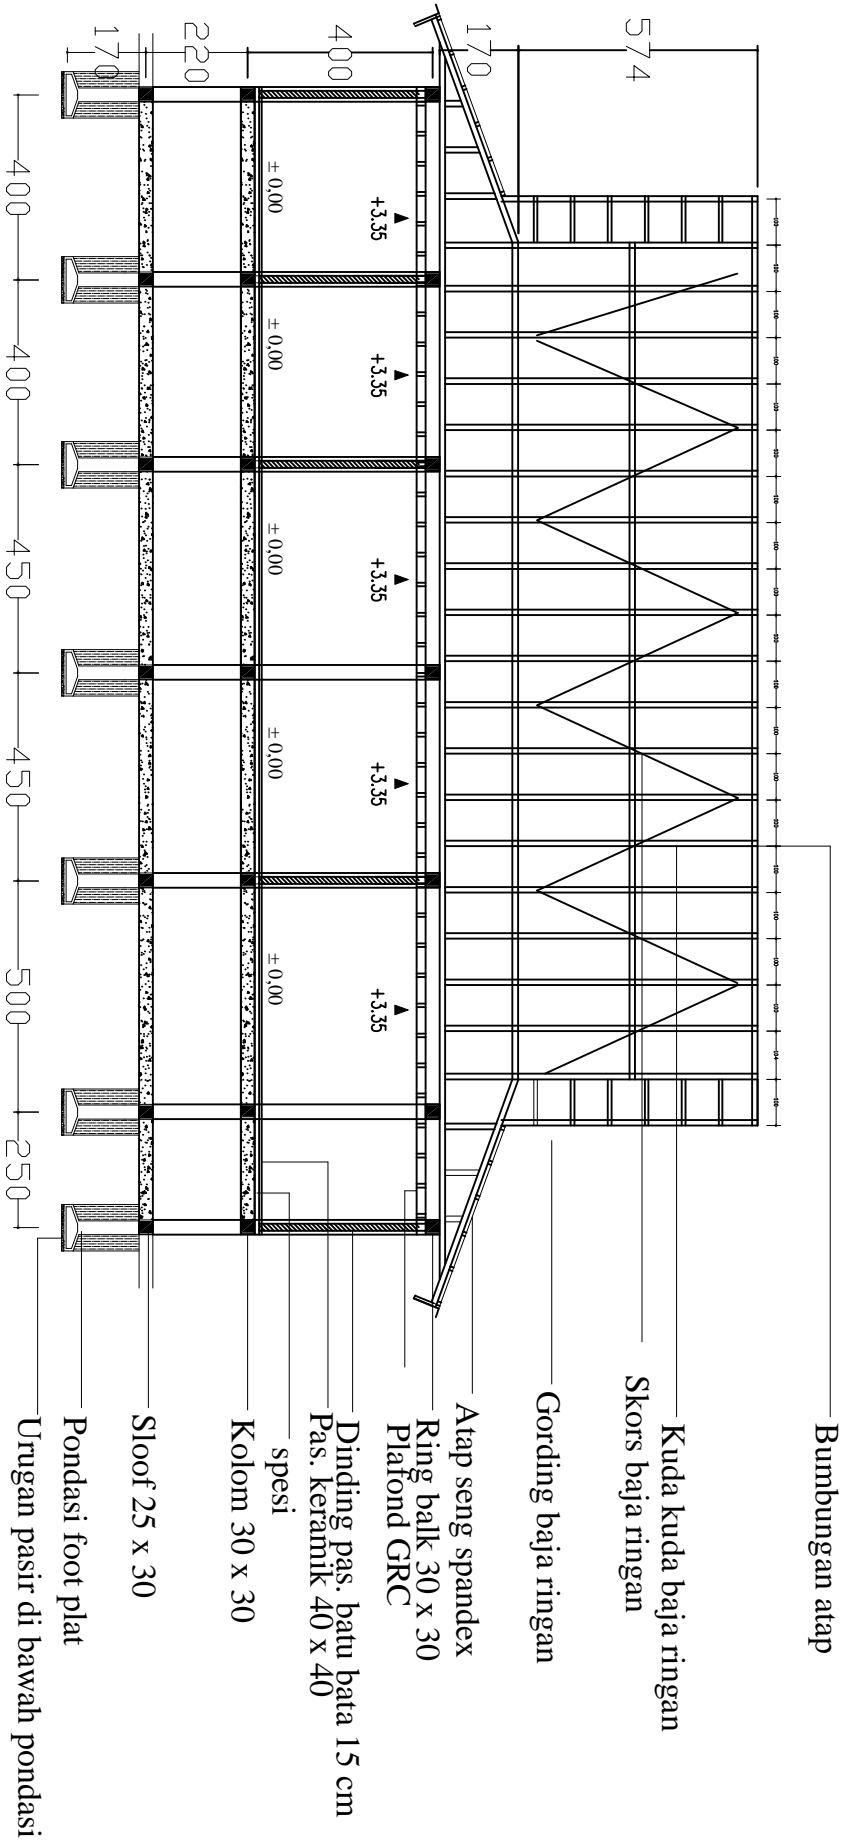 Bumbungan atap
Kuda kuda baja ringan
Skors baja ringan
574
Gording baja ringan
170
Atap seng spandex
Ring balk 30 x 30
Plafond GRC
+3.35
+3.35
+3.35
+3.35
+3.35
400
Dinding pas. batu bata 15 cm
Pas. keramik 40 x 40
± 0,00
± 0,00
± 0,00
± 0,00
± 0,00
spesi
Kolom 30 x 30
220
Sloof 25 x 30
170
Pondasi foot plat
Urugan pasir di bawah pondasi
400
400
450
450
500
250